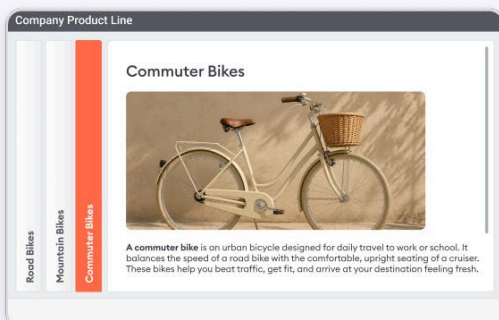 Company Product Line
Road Bikes
Mountain Bikes
Commuter Bikes
Commuter Bikes
A commuter bike is an urban bicycle designed for daily travel to work or school. It
balances the speed of a road bike with the comfortable, upright seating of a cruiser.
These bikes help you beat traffic, get fit, and arrive at your destination feeling fresh.